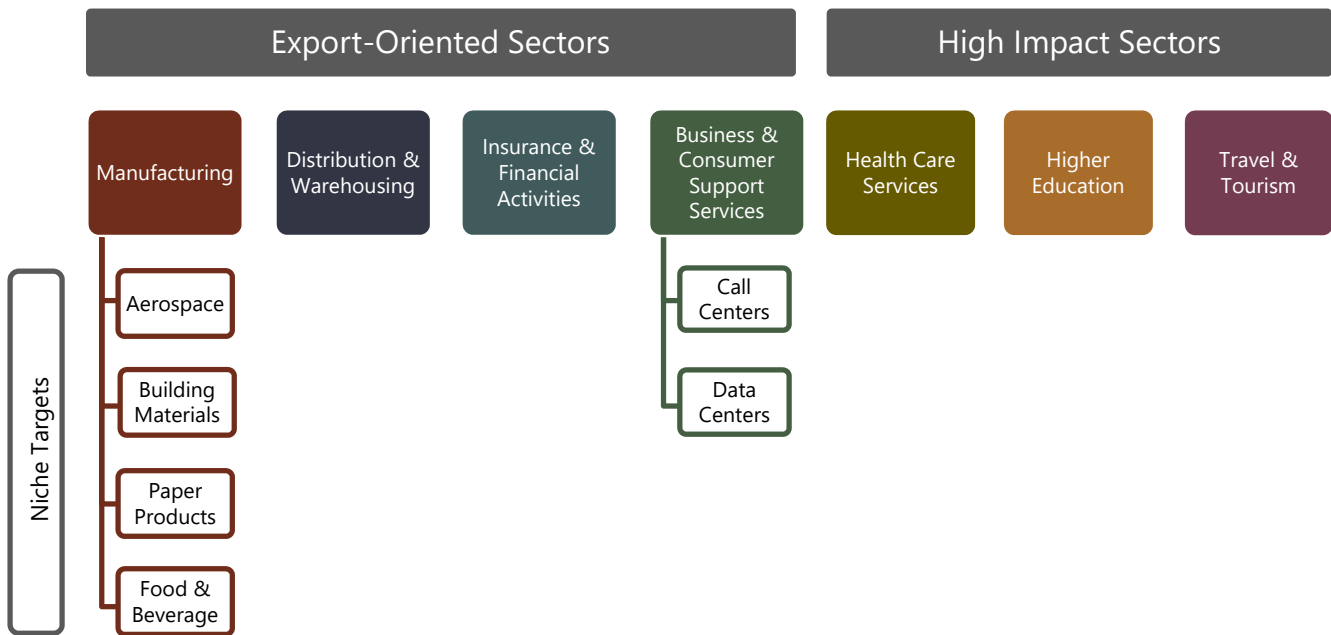 Export-Oriented Sectors
High Impact Sectors
Manufacturing
Distribution &
Warehousing
Insurance &
Financial
Activities
Business &
Consumer
Support
Services
Health Care
Services
Higher
Education
Travel &
Tourism
Niche Targets
Aerospace
Building
Materials
Paper
Products
Food &
Beverage
Call
Centers
Data
Centers